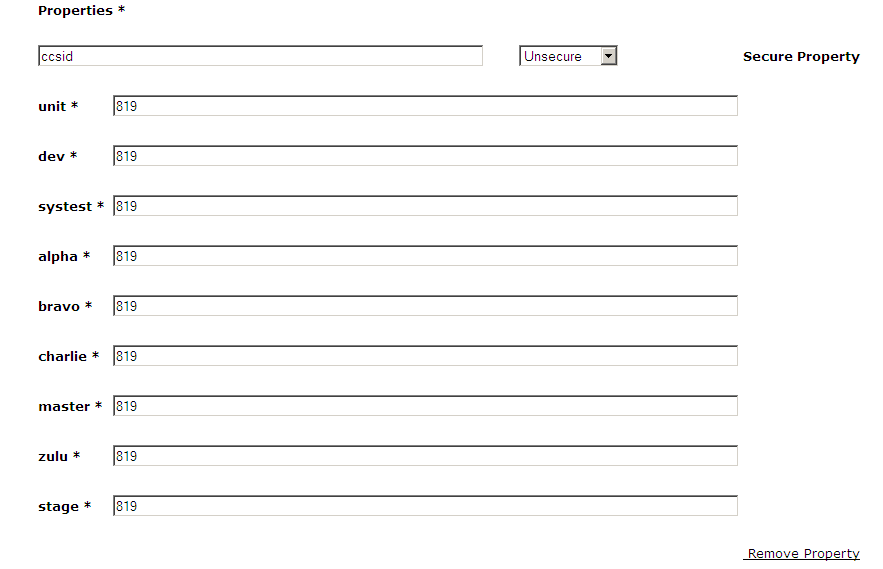 Properties *
ccsid Unsecure Secure Property
unit * 819
dev * 819
systest * 819
alpha * 819
bravo * 819
charlie * 819
master * 819
zulu * 819
stage * 819
Remove Property